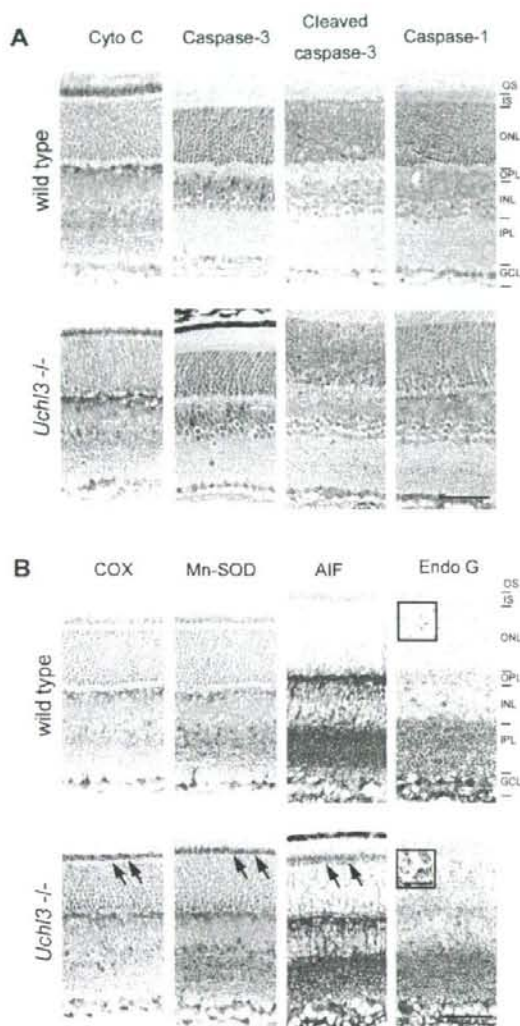 A
Cyto C Caspase-3 Cleaved caspase-3 Caspase-1
wild type
OS
IS
ONL
OPL
INL
IPL
GCL
Uchl3 -/-
B
COX Mn-SOD AIF Endo G
wild type
OS
IS
ONL
OPL
INL
IPL
GCL
Uchl3 -/-